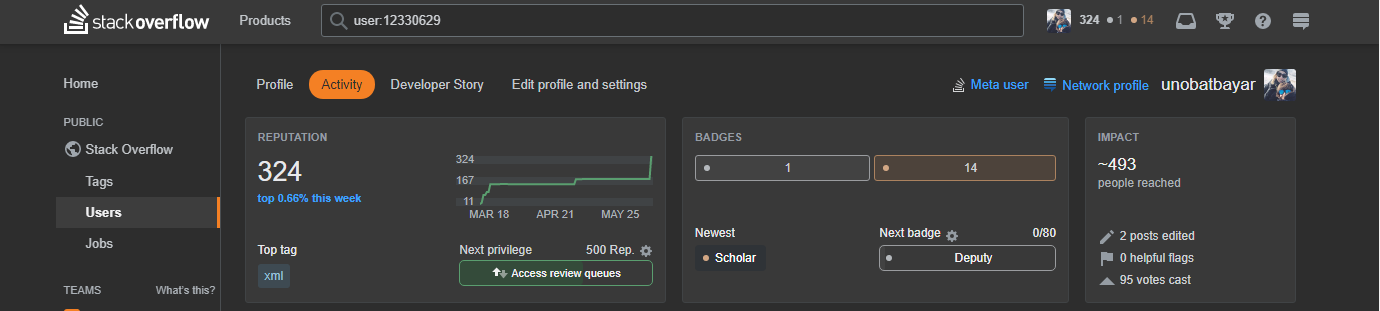 stackoverflow Products user:12330629 324 1 14
Home
PUBLIC
Stack Overflow
Tags
Users
Jobs
TEAMS What's this?
Profile Activity Developer Story Edit profile and settings Meta user Network profile unobatbayar
REPUTATION
324
top 0.66% this week
324
167
11
MAR 18 APR 21 MAY 25
Top tag
xml
Next privilege 500 Rep.
Access review queues
BADGES
1 14
Newest
Scholar
Next badge 0/80
Deputy
IMPACT
~493
people reached
2 posts edited
0 helpful flags
95 votes cast